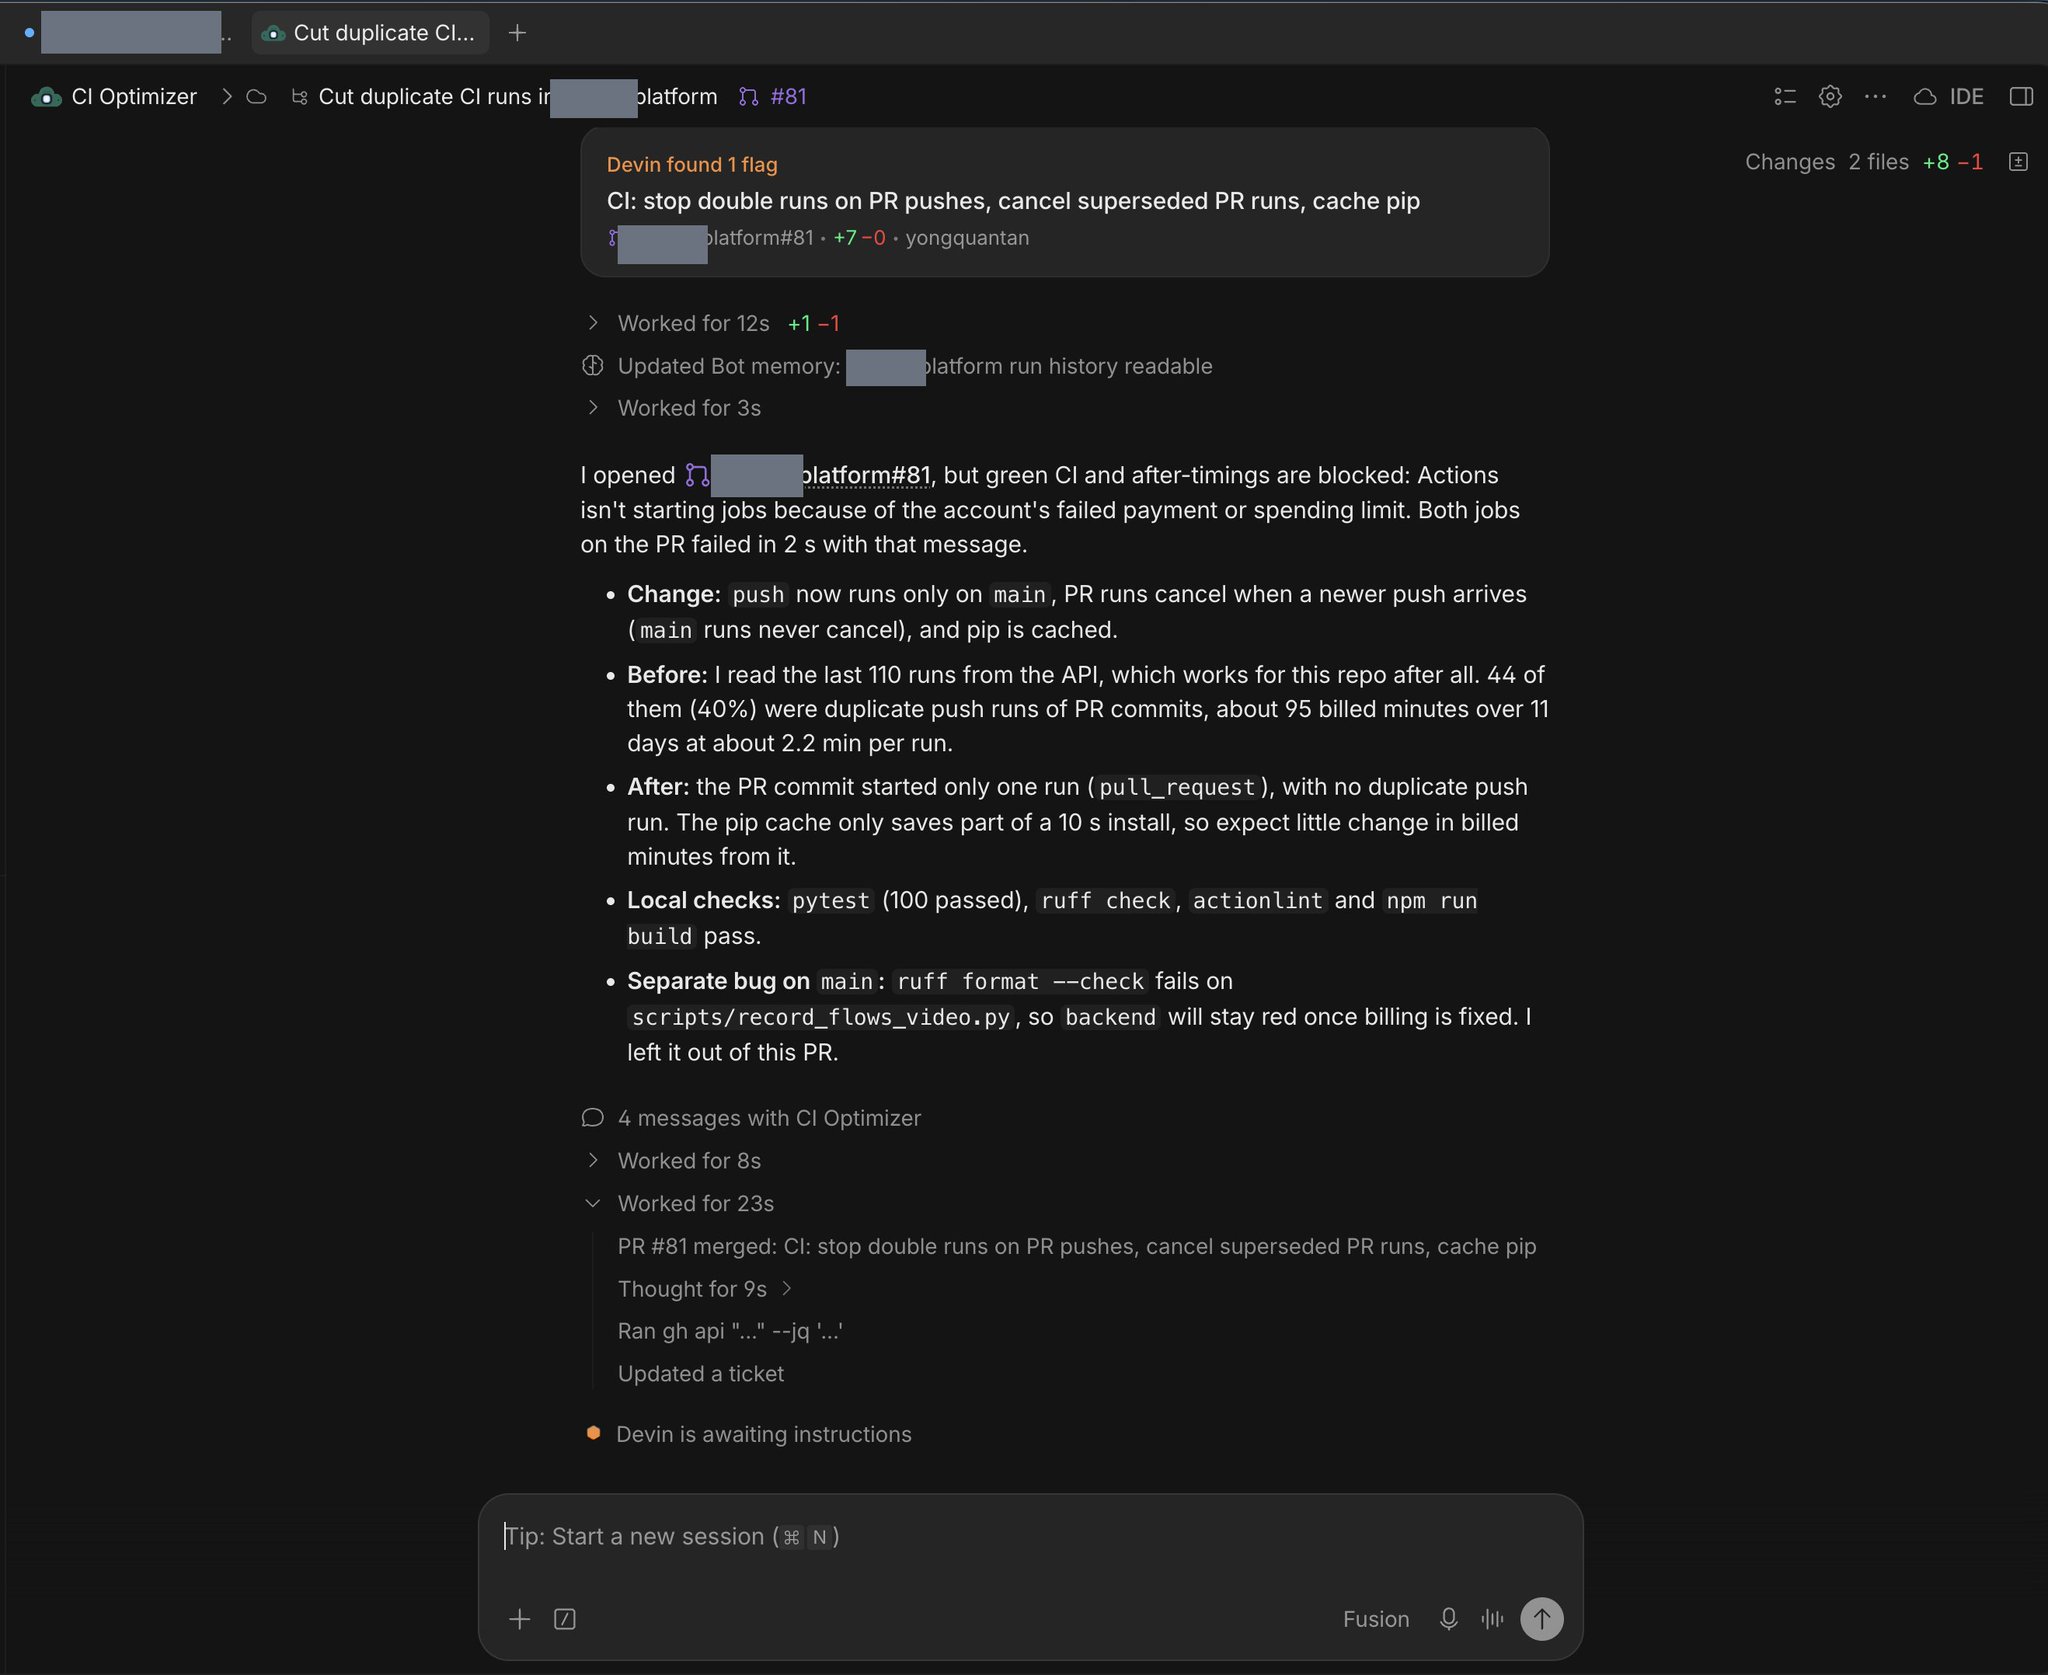 Cut duplicate CI...
CI Optimizer
Cut duplicate CI runs in platform #81
IDE
Changes 2 files +8 −1
Devin found 1 flag
CI: stop double runs on PR pushes, cancel superseded PR runs, cache pip
platform#81 · +7 −0 · yongquantan
Worked for 12s +1 −1
Updated Bot memory: platform run history readable
Worked for 3s
I opened platform#81, but green CI and after-timings are blocked: Actions
isn't starting jobs because of the account's failed payment or spending limit. Both jobs
on the PR failed in 2 s with that message.
• Change: push now runs only on main, PR runs cancel when a newer push arrives
(main runs never cancel), and pip is cached.
• Before: I read the last 110 runs from the API, which works for this repo after all. 44 of
them (40%) were duplicate push runs of PR commits, about 95 billed minutes over 11
days at about 2.2 min per run.
• After: the PR commit started only one run (pull_request), with no duplicate push
run. The pip cache only saves part of a 10 s install, so expect little change in billed
minutes from it.
• Local checks: pytest (100 passed), ruff check, actionlint and npm run
build pass.
• Separate bug on main: ruff format --check fails on
scripts/record_flows_video.py, so backend will stay red once billing is fixed. I
left it out of this PR.
4 messages with CI Optimizer
Worked for 8s
Worked for 23s
PR #81 merged: CI: stop double runs on PR pushes, cancel superseded PR runs, cache pip
Thought for 9s
Ran gh api "..." --jq '...'
Updated a ticket
Devin is awaiting instructions
Tip: Start a new session (⌘ N)
Fusion